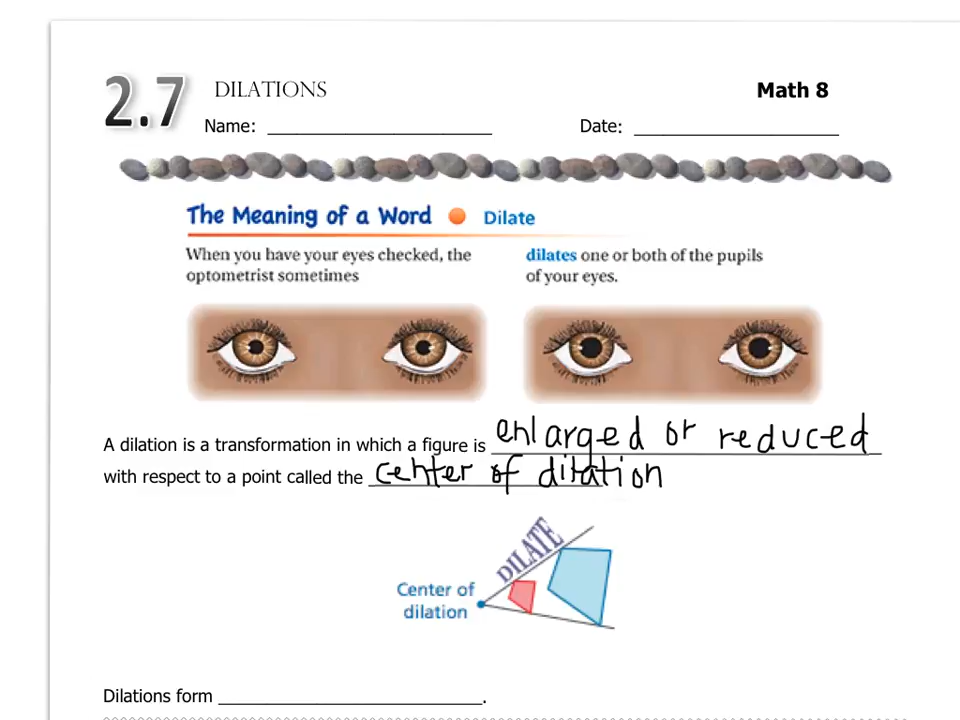 2.7 DILATIONS Math 8
Name: ____________________ Date: ____________________
The Meaning of a Word Dilate
When you have your eyes checked, the
optometrist sometimes
dilates one or both of the pupils
of your eyes.
A dilation is a transformation in which a figure is enlarged or reduced
with respect to a point called the center of dilation
DILATE
Center of
dilation
Dilations form ____________________.